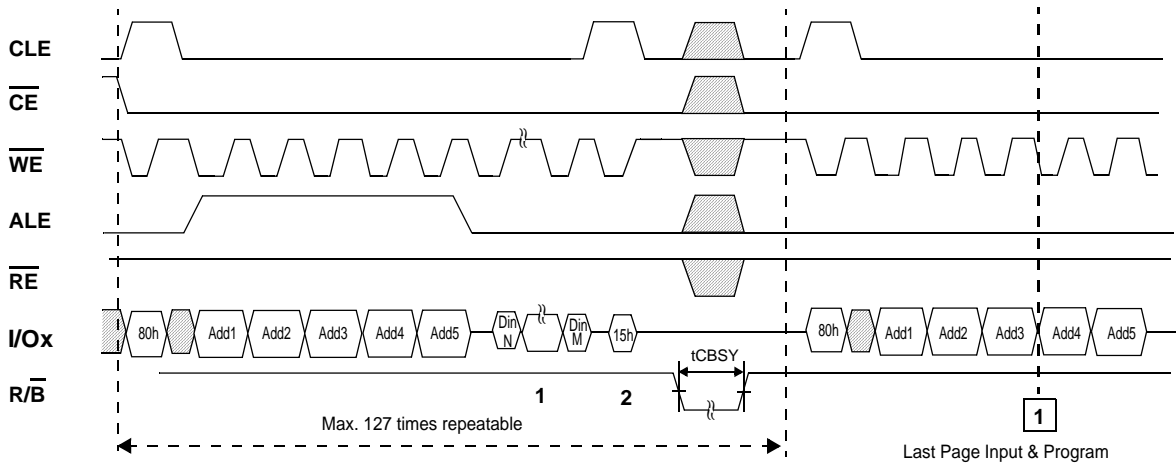 CLE
CE
WE
ALE
RE
I/Ox 80h Add1 Add2 Add3 Add4 Add5 Din N Din M 15h 80h Add1 Add2 Add3 Add4 Add5
tCBSY
R/B 1 2
Max. 127 times repeatable
1
Last Page Input & Program